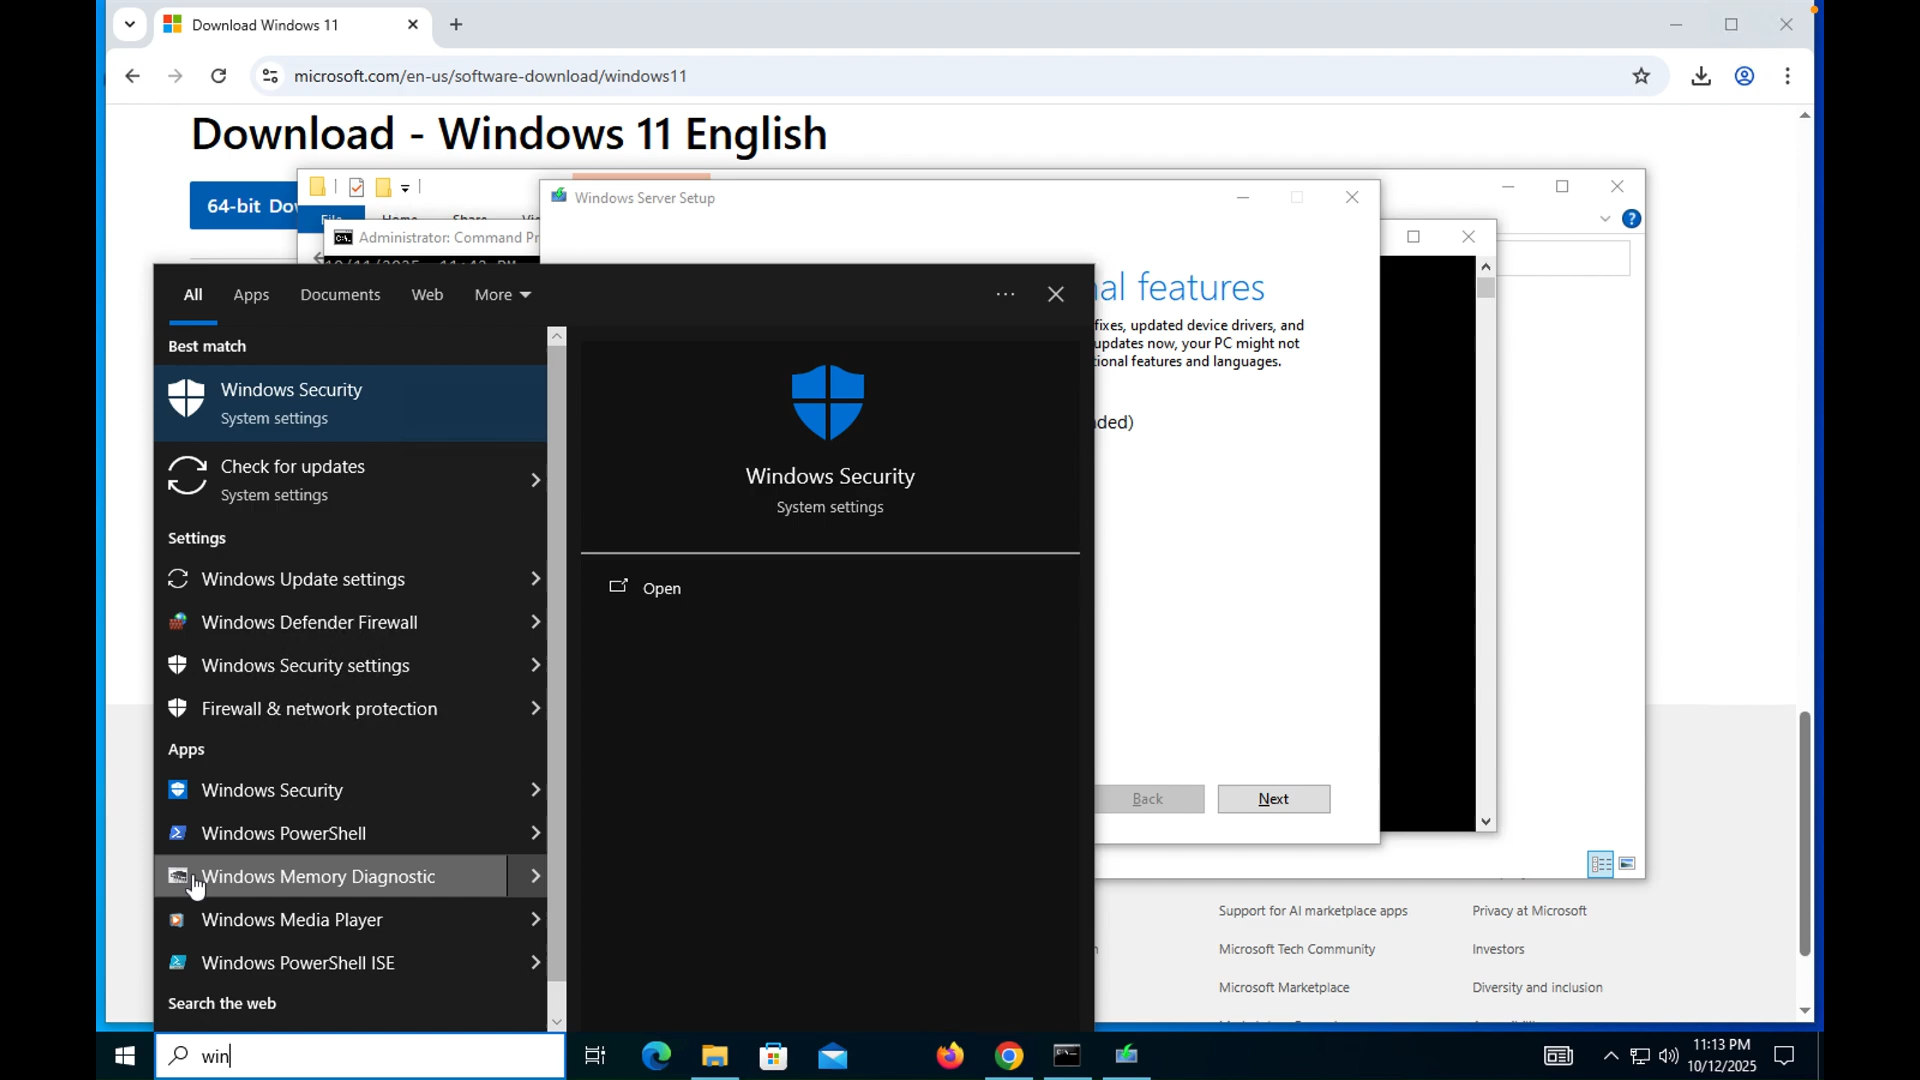 Download Windows 11
microsoft.com/en-us/software-download/windows11
Download - Windows 11 English
64-bit Do
Windows Server Setup
File
Home
Share
Administrator: Command Pr
al features
fixes, updated device drivers, and
updates now, your PC might not
ional features and languages.
ded)
Back
Next
All
Apps
Documents
Web
More
Best match
Windows Security
System settings
Check for updates
System settings
Settings
Windows Update settings
Windows Defender Firewall
Windows Security settings
Firewall & network protection
Apps
Windows Security
Windows PowerShell
Windows Memory Diagnostic
Windows Media Player
Windows PowerShell ISE
Search the web
Windows Security
System settings
Open
Support for AI marketplace apps
Microsoft Tech Community
Microsoft Marketplace
Privacy at Microsoft
Investors
Diversity and inclusion
win
11:13 PM
10/12/2025